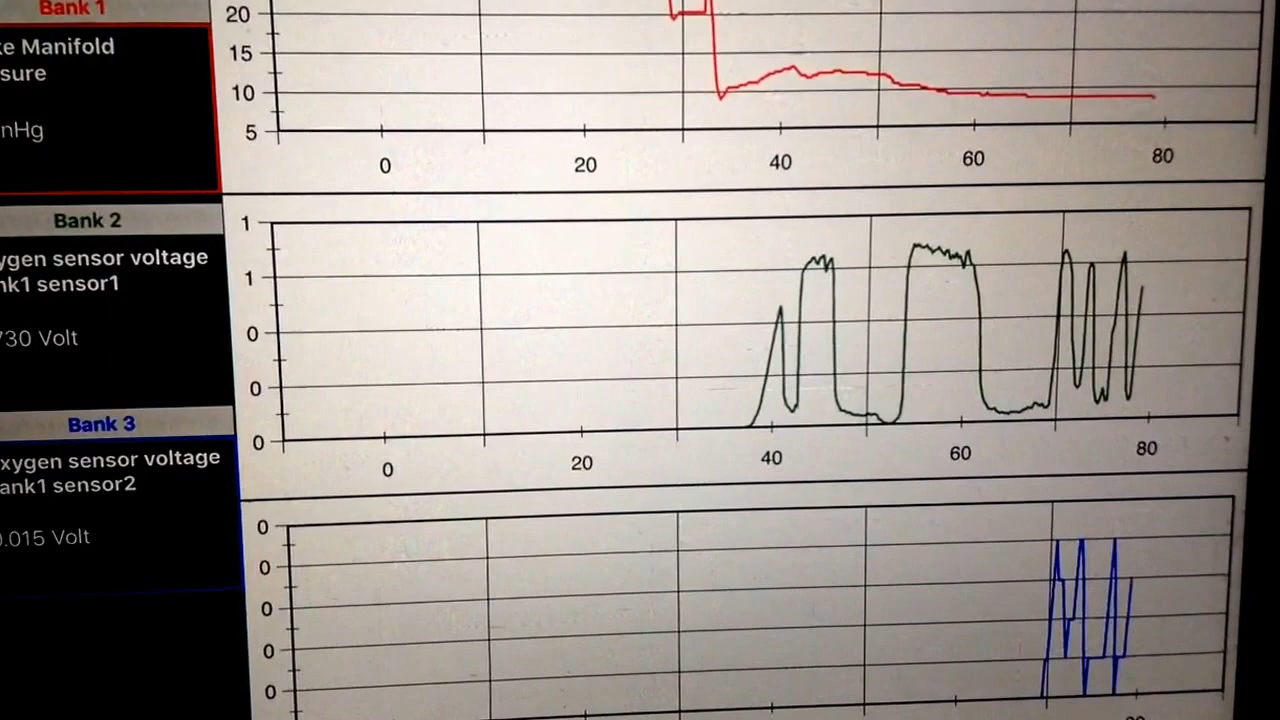 Bank 1
ke Manifold
sure
nHg
20
15
10
5
0 20 40 60 80
Bank 2
ygen sensor voltage
nk1 sensor1
730 Volt
1
1
0
0
0
0 20 40 60 80
Bank 3
xygen sensor voltage
ank1 sensor2
0.015 Volt
0
0
0
0
0